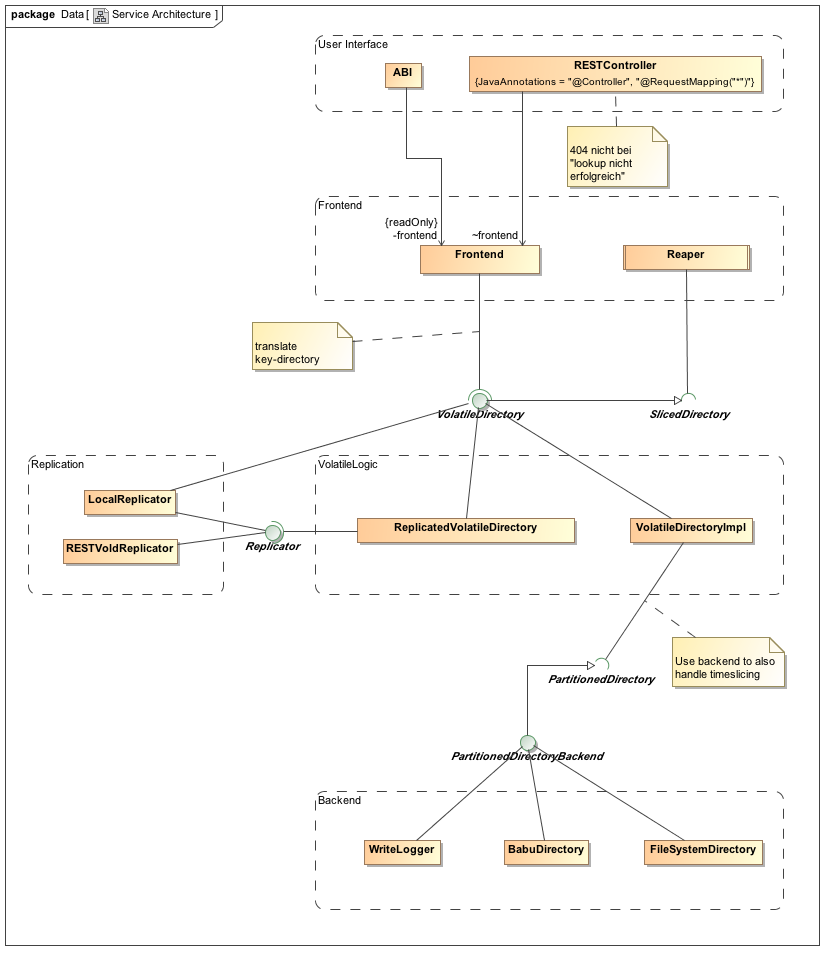 package Data [ Service Architecture ]
User Interface
ABI
RESTController
{JavaAnnotations = "@Controller", "@RequestMapping("*")"}
404 nicht bei
"lookup nicht
erfolgreich"
Frontend
{readOnly}
-frontend
~frontend
Frontend
Reaper
translate
key-directory
VolatileDirectory
SlicedDirectory
Replication
VolatileLogic
LocalReplicator
RESTVoldReplicator
Replicator
ReplicatedVolatileDirectory
VolatileDirectoryImpl
Use backend to also
handle timeslicing
PartitionedDirectory
PartitionedDirectoryBackend
Backend
WriteLogger
BabuDirectory
FileSystemDirectory